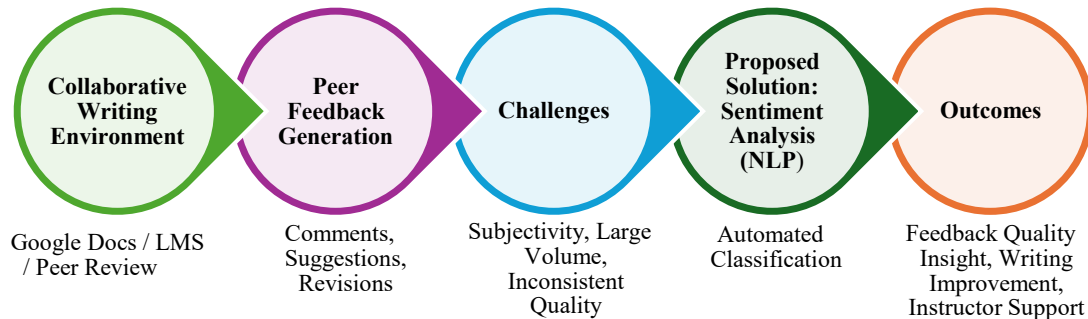 Collaborative
Writing
Environment
Peer
Feedback
Generation
Challenges
Proposed
Solution:
Sentiment
Analysis
(NLP)
Outcomes
Google Docs / LMS
/ Peer Review
Comments,
Suggestions,
Revisions
Subjectivity, Large
Volume,
Inconsistent
Quality
Automated
Classification
Feedback Quality
Insight, Writing
Improvement,
Instructor Support